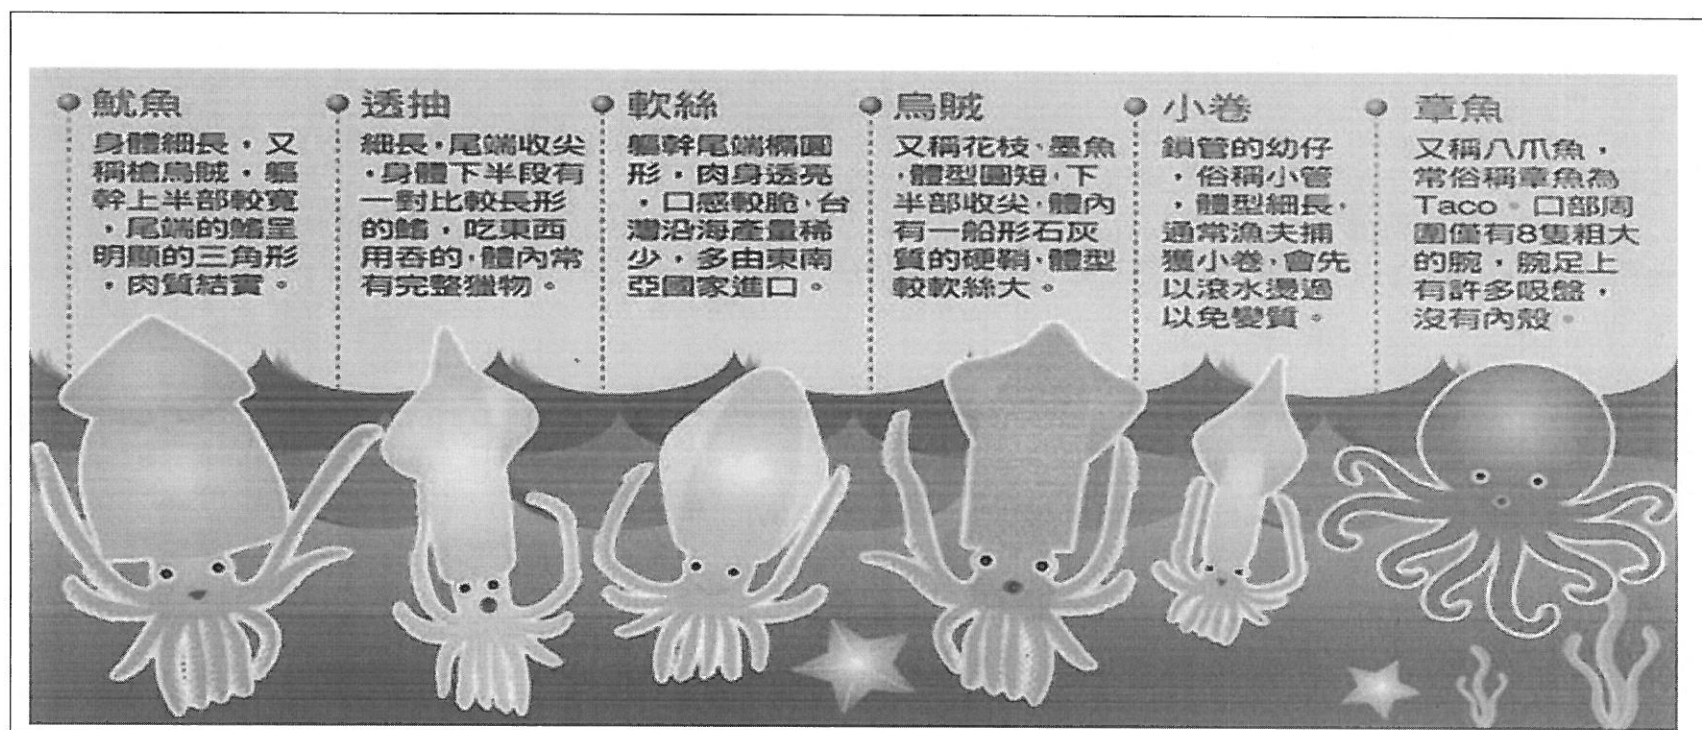 魷魚
身體細長，又
稱槍烏賊，軀
幹上半部較寬
，尾端的鰭呈
明顯的三角形
，肉質結實。
透抽
細長，尾端收尖
，身體下半段有
一對比較長形
的鰭，吃東西
用吞的，體內常
有完整獵物。
軟絲
軀幹尾端橢圓
形，肉身透亮
，口感較脆，台
灣沿海產量稀
少，多由東南
亞國家進口。
烏賊
又稱花枝、墨魚
，體型圓短，下
半部收尖，體內
有一船形石灰
質的硬鞘，體型
較軟絲大。
小卷
鎖管的幼仔
，俗稱小管
，體型細長，
通常漁夫捕
獲小卷，會先
以滾水燙過
以免變質。
章魚
又稱八爪魚，
常俗稱章魚為
Taco。口部周
圍僅有8隻粗大
的腕，腕足上
有許多吸盤，
沒有內殼。